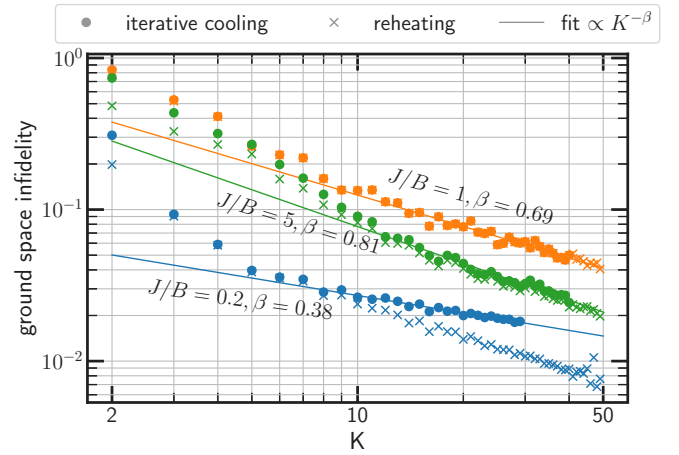 iterative cooling × reheating — fit ∝ K^{−β}
10^0
10^{−1}
10^{−2}
ground space infidelity
J/B = 1, β = 0.69
J/B = 5, β = 0.81
J/B = 0.2, β = 0.38
2 10 50
K